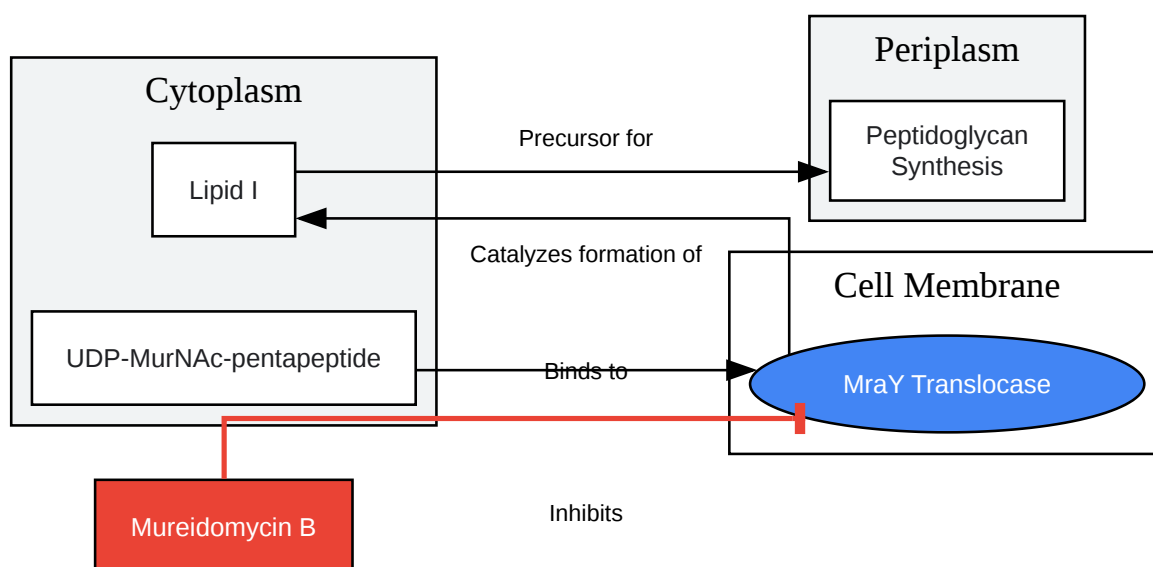 Periplasm
Cytoplasm
Peptidoglycan
Synthesis
Precursor for
Lipid I
Catalyzes formation of
Cell Membrane
UDP-MurNAc-pentapeptide
Binds to
MraY Translocase
Mureidomycin B
Inhibits